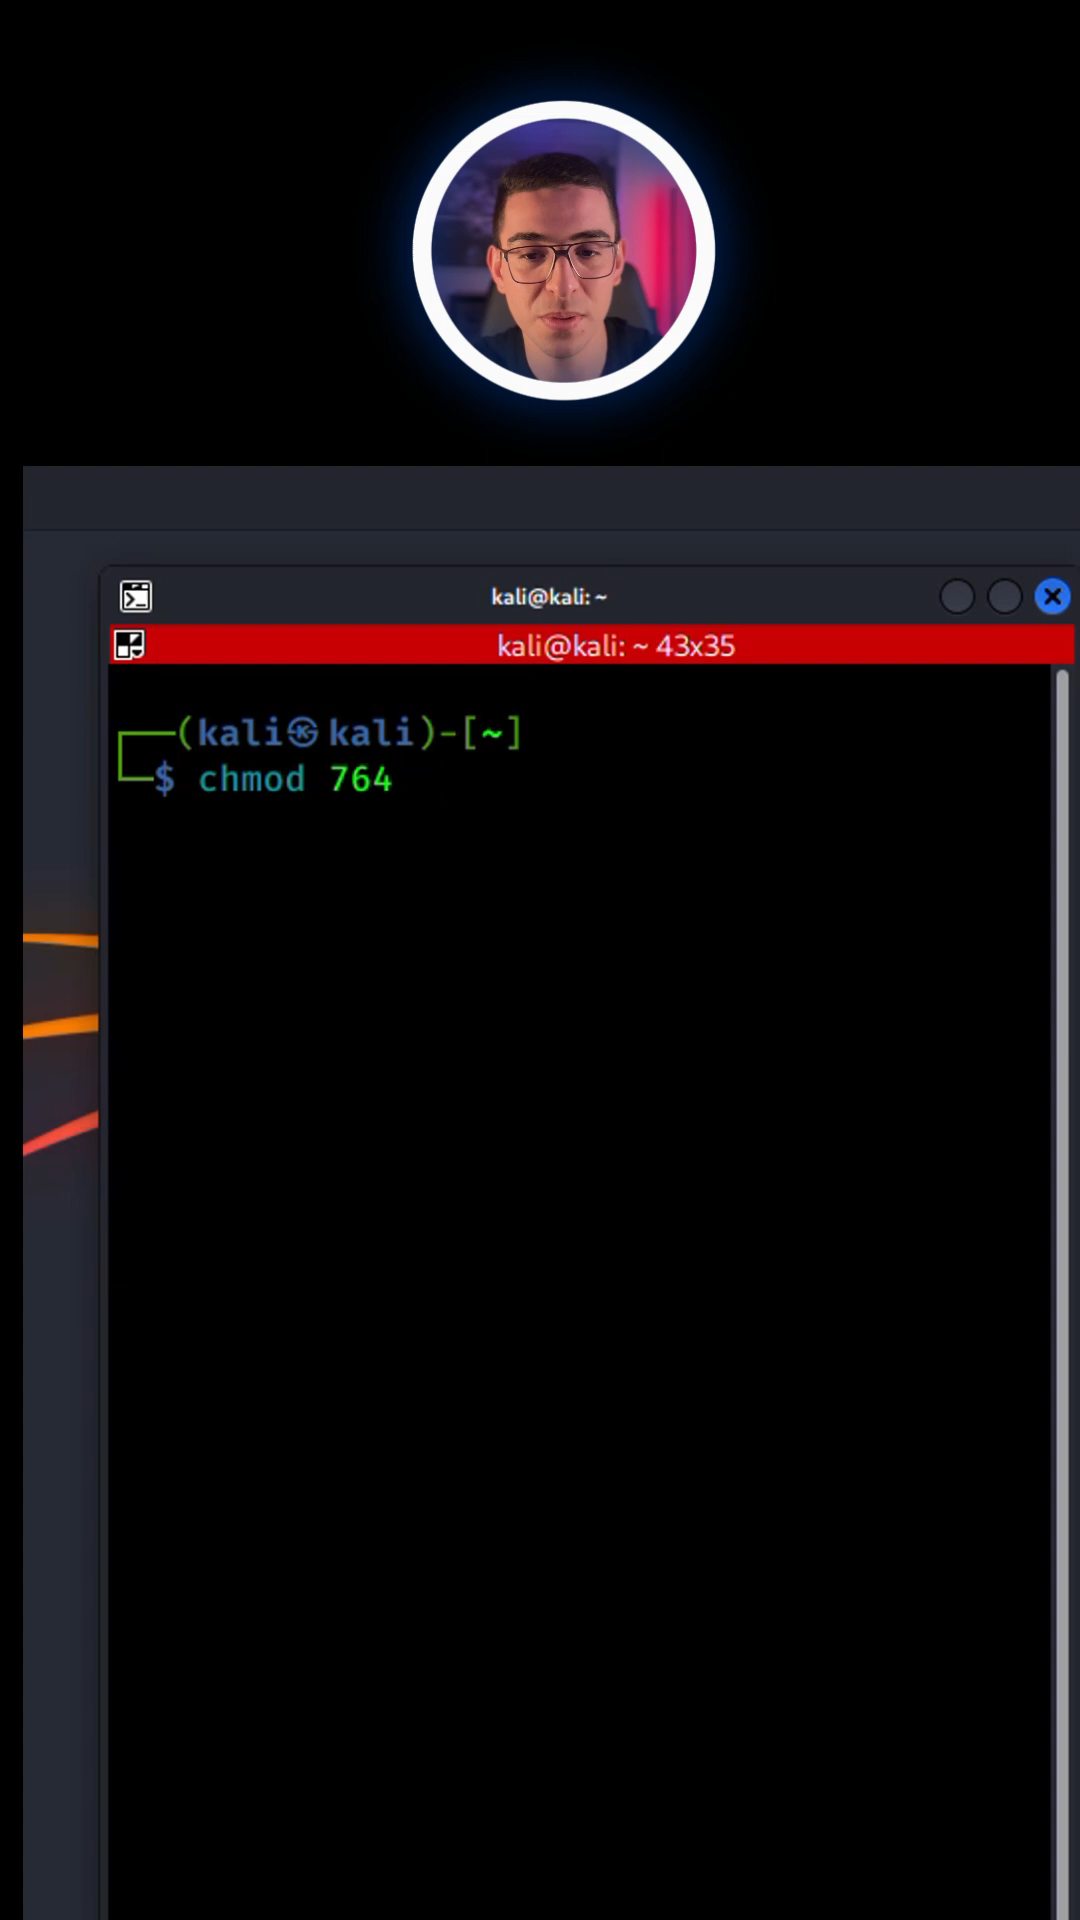 kali@kali: ~
kali@kali: ~ 43x35
(kali㉿kali)-[~]
$ chmod 764